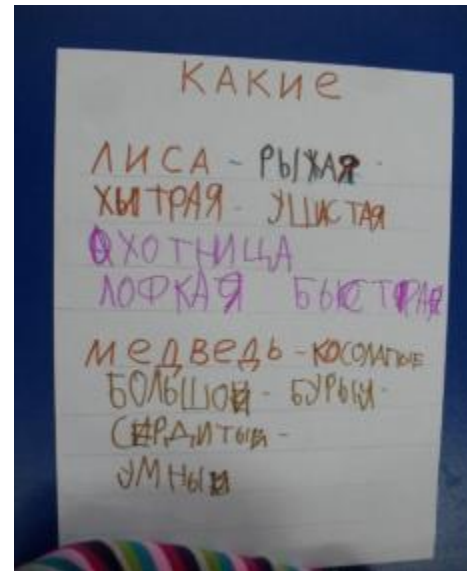 КАКИЕ
ЛИСА - РЫЖАЯ -
ХЫТРАЯ - УШИСТАЯ
ОХОТНИЦА
ЛОФКАЯ БЫСТРАЯ
МЕДВЕДЬ - КОСОЛАПЫЕ
БОЛЬШОЙ - БУРЫЙ -
СЕРДИТЫЙ -
УМНЫЙ